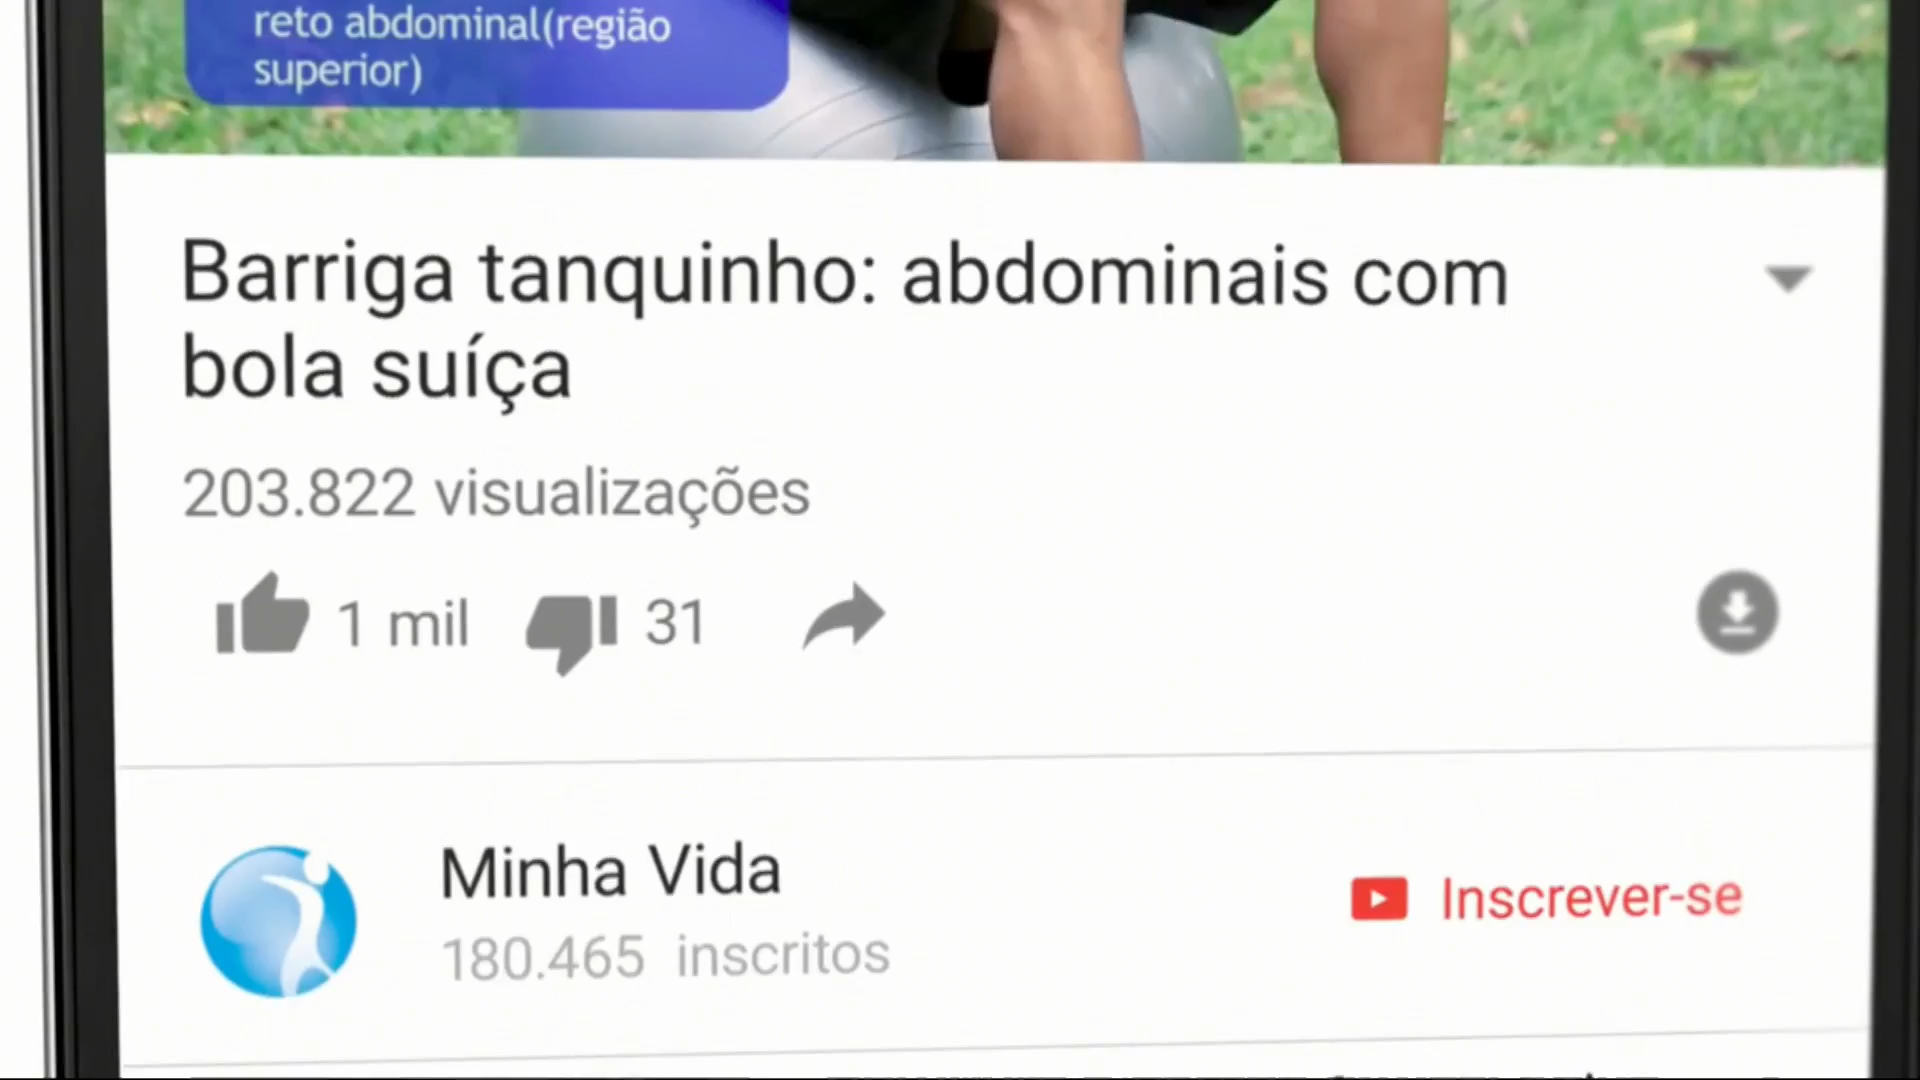 reto abdominal(região
superior)
Barriga tanquinho: abdominais com
bola suíça
203.822 visualizações
1 mil 31
Minha Vida
Inscrever-se
180.465 inscritos